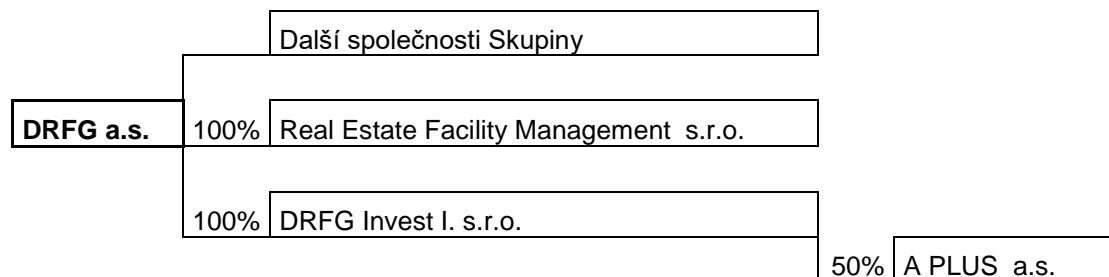 Další společnosti Skupiny
DRFG a.s. 100% Real Estate Facility Management s.r.o.
100% DRFG Invest I. s.r.o.
50% A PLUS a.s.